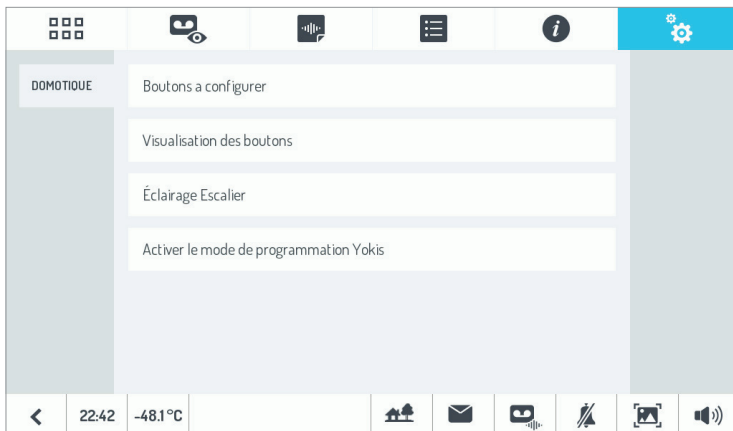 DOMOTIQUE
Boutons a configurer
Visualisation des boutons
Éclairage Escalier
Activer le mode de programmation Yokis
22:42
-48.1 °C